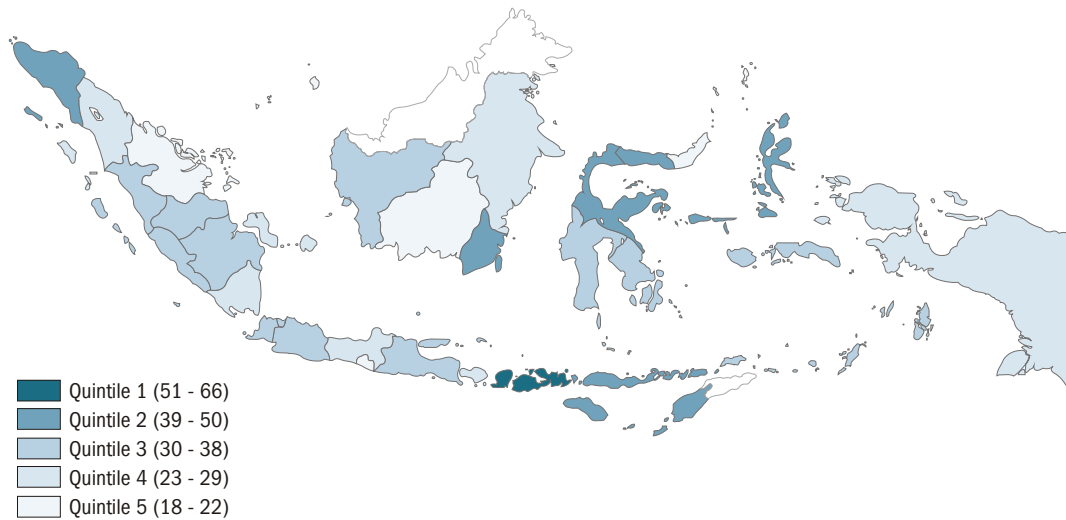 Quintile 1 (51 - 66)
Quintile 2 (39 - 50)
Quintile 3 (30 - 38)
Quintile 4 (23 - 29)
Quintile 5 (18 - 22)